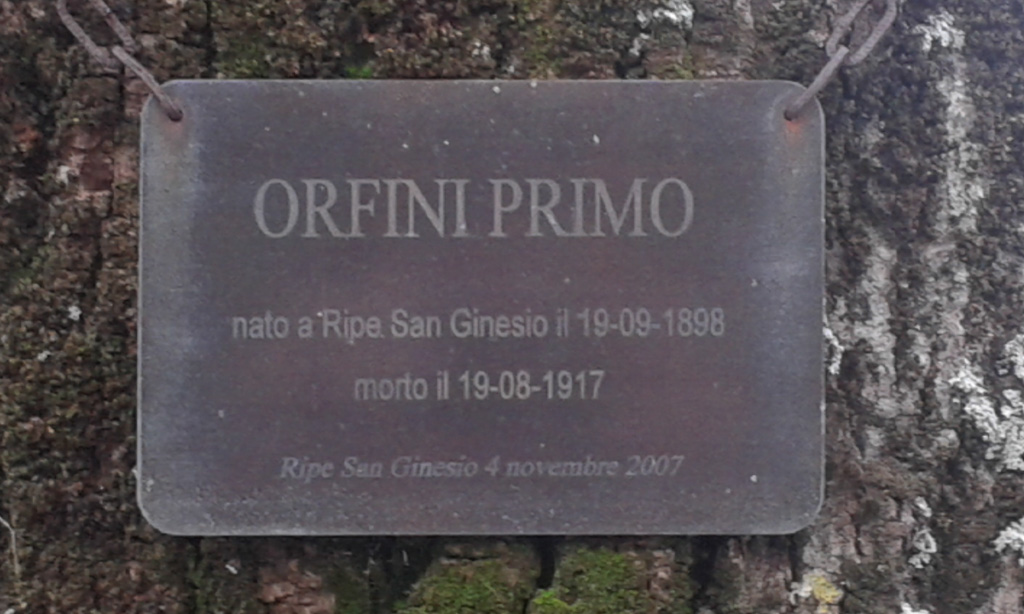 ORFINI PRIMO
nato a Ripe San Ginesio il 19-09-1898
morto il 19-08-1917
Ripe San Ginesio 4 novembre 2007